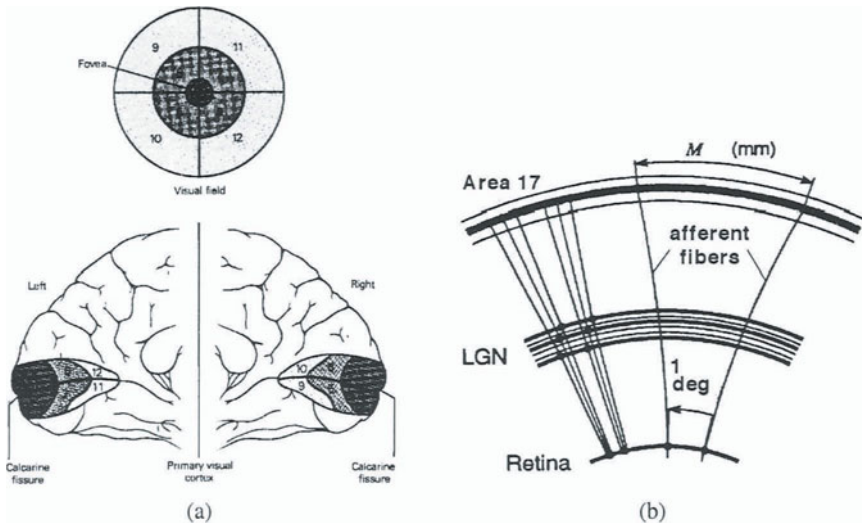 9
11
Fovea
10
12
Visual field
Left
Right
12
11
10
9
Calcarine
fissure
Primary visual
cortex
Calcarine
fissure
(a)
M (mm)
Area 17
afferent
fibers
LGN
1
deg
Retina
(b)